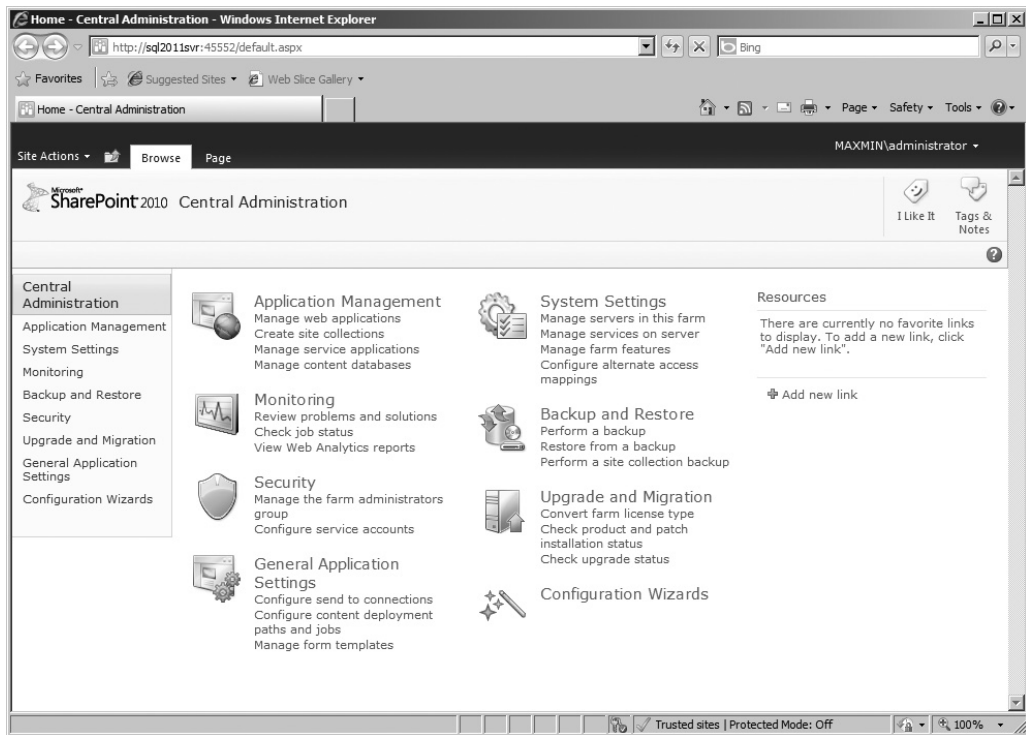 Home - Central Administration - Windows Internet Explorer
http://sql2011svr:45552/default.aspx
Bing
Favorites
Suggested Sites
Web Slice Gallery
Home - Central Administration
Page
Safety
Tools
MAXMIN\administrator
Site Actions
Browse
Page
Microsoft
SharePoint 2010 Central Administration
I Like It
Tags &
Notes
Central
Administration
Application Management
System Settings
Monitoring
Backup and Restore
Security
Upgrade and Migration
General Application
Settings
Configuration Wizards
Application Management
Manage web applications
Create site collections
Manage service applications
Manage content databases
Monitoring
Review problems and solutions
Check job status
View Web Analytics reports
Security
Manage the farm administrators
group
Configure service accounts
General Application
Settings
Configure send to connections
Configure content deployment
paths and jobs
Manage form templates
System Settings
Manage servers in this farm
Manage services on server
Manage farm features
Configure alternate access
mappings
Backup and Restore
Perform a backup
Restore from a backup
Perform a site collection backup
Upgrade and Migration
Convert farm license type
Check product and patch
installation status
Check upgrade status
Configuration Wizards
Resources
There are currently no favorite links
to display. To add a new link, click
"Add new link".
Add new link
Trusted sites | Protected Mode: Off
100%